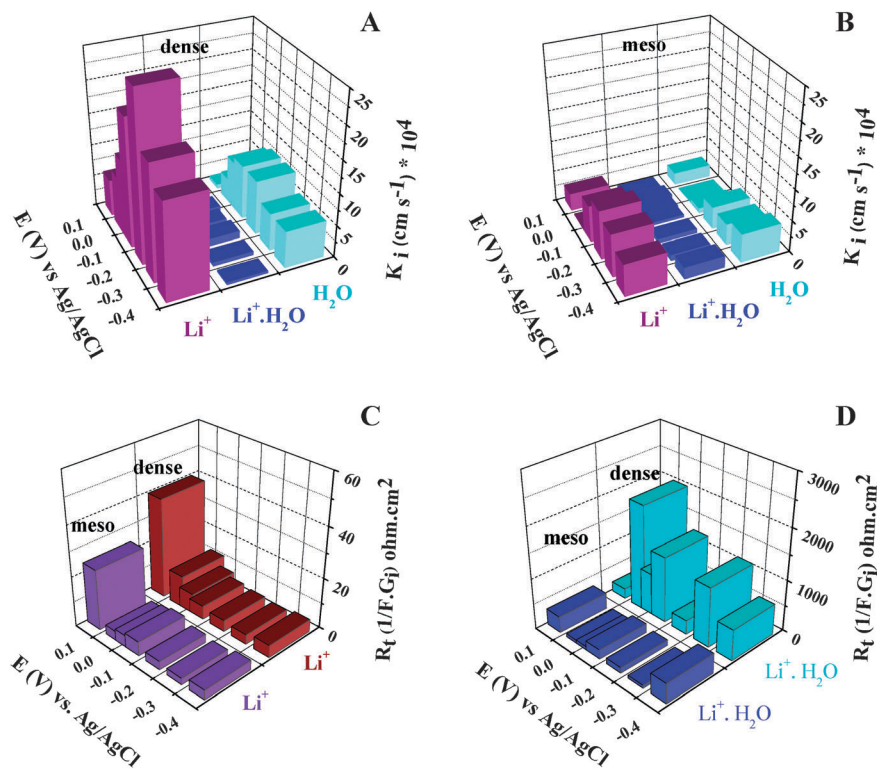 A
dense
25
20
15
10
5
0
K i (cm s⁻¹) * 10⁴
0.1
0.0
-0.1
-0.2
-0.3
-0.4
E (V) vs Ag/AgCl
Li⁺
Li⁺.H₂O
H₂O
B
meso
25
20
15
10
5
0
K i (cm s⁻¹) * 10⁴
0.1
0.0
-0.1
-0.2
-0.3
-0.4
E (V) vs Ag/AgCl
Li⁺
Li⁺.H₂O
H₂O
C
dense
meso
60
40
20
0
Rt (1/F.Gi) ohm.cm²
0.1
0.0
-0.1
-0.2
-0.3
-0.4
E (V) vs. Ag/AgCl
Li⁺
Li⁺
D
dense
meso
3000
2000
1000
0
Rt (1/F.Gi) ohm.cm²
0.1
0.0
-0.1
-0.2
-0.3
-0.4
E (V) vs Ag/AgCl
Li⁺. H₂O
Li⁺. H₂O